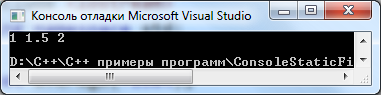 Консоль отладки Microsoft Visual Studio
1 1.5 2
D:\C++\C++ примеры программ\ConsoleStaticFi